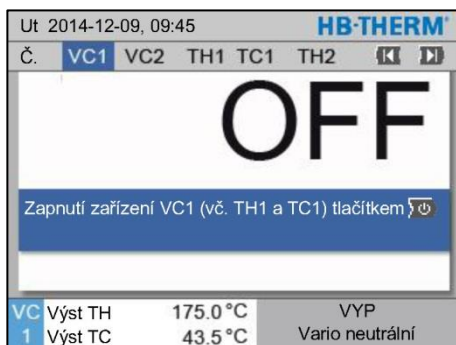 Ut 2014-12-09, 09:45 HB-THERM®
Č. VC1 VC2 TH1 TC1 TH2
OFF
Zapnutí zařízení VC1 (vč. TH1 a TC1) tlačítkem
VC Výst TH 175.0 °C VYP
1 Výst TC 43.5 °C Vario neutrální